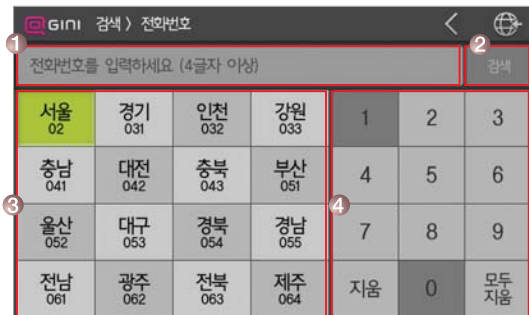 GINI 검색 〉 전화번호
1
2
전화번호를 입력하세요 (4글자 이상)
검색
서울 경기 인천 강원
02 031 032 033
충남 대전 충북 부산
041 042 043 051
3
울산 대구 경북 경남
052 053 054 055
전남 광주 전북 제주
061 062 063 064
4
1 2 3
4 5 6
7 8 9
지움 0 모두
지움